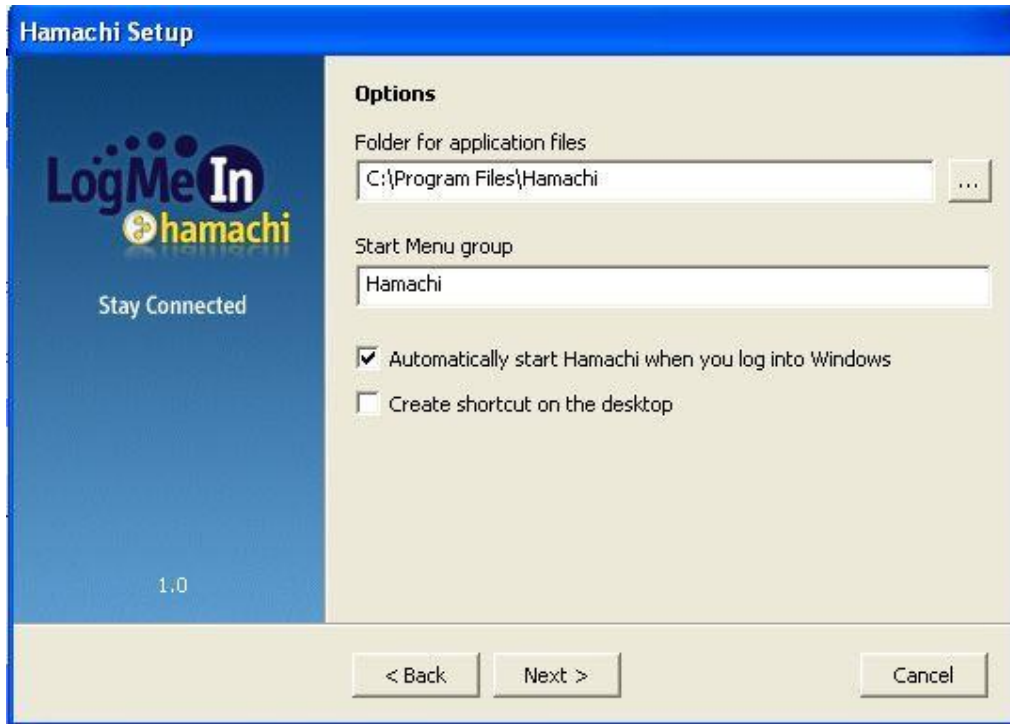 Hamachi Setup
LogMeIn
hamachi
Stay Connected
1.0
Options
Folder for application files
C:\Program Files\Hamachi
...
Start Menu group
Hamachi
Automatically start Hamachi when you log into Windows
Create shortcut on the desktop
< Back
Next >
Cancel